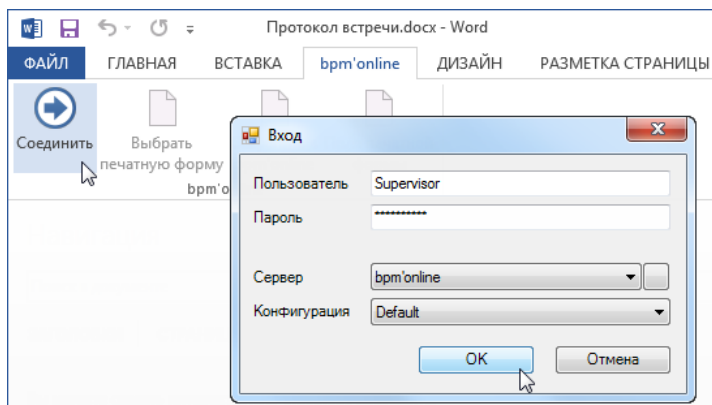 Протокол встречи.docx - Word
ФАЙЛ ГЛАВНАЯ ВСТАВКА bpm'online ДИЗАЙН РАЗМЕТКА СТРАНИЦЫ
Соединить
Выбрать
печатную форму
bpm'o
Вход
Пользователь Supervisor
Пароль **********
Сервер bpm'online
Конфигурация Default
OK Отмена